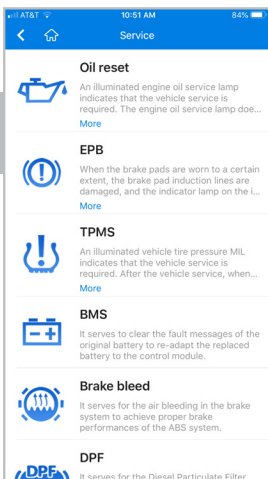 AT&T 10:51 AM 84%
Service
Oil reset
An illuminated engine oil service lamp
indicates that the vehicle service is
required. The engine oil service lamp doe...
More
EPB
When the brake pads are worn to a certain
extent, the brake pad induction lines are
damaged, and the indicator lamp on the i...
More
TPMS
An illuminated vehicle tire pressure MIL
indicates that the vehicle service is
required. After the vehicle service, when...
More
BMS
It serves to clear the fault messages of the
original battery to re-adapt the replaced
battery to the control module.
Brake bleed
It serves for the air bleeding in the brake
system to achieve proper brake
performances of the ABS system.
DPF
DPF
It serves for the Diesel Particulate Filter